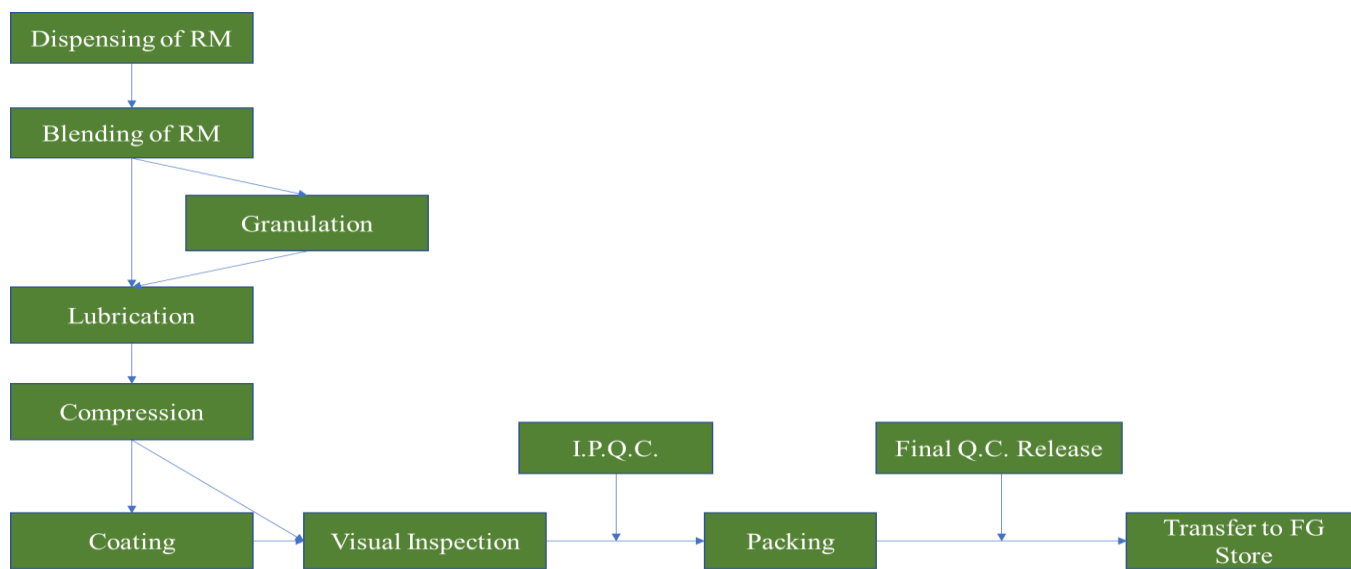 Dispensing of RM
Blending of RM
Granulation
Lubrication
Compression
I.P.Q.C.
Final Q.C. Release
Coating
Visual Inspection
Packing
Transfer to FG
Store